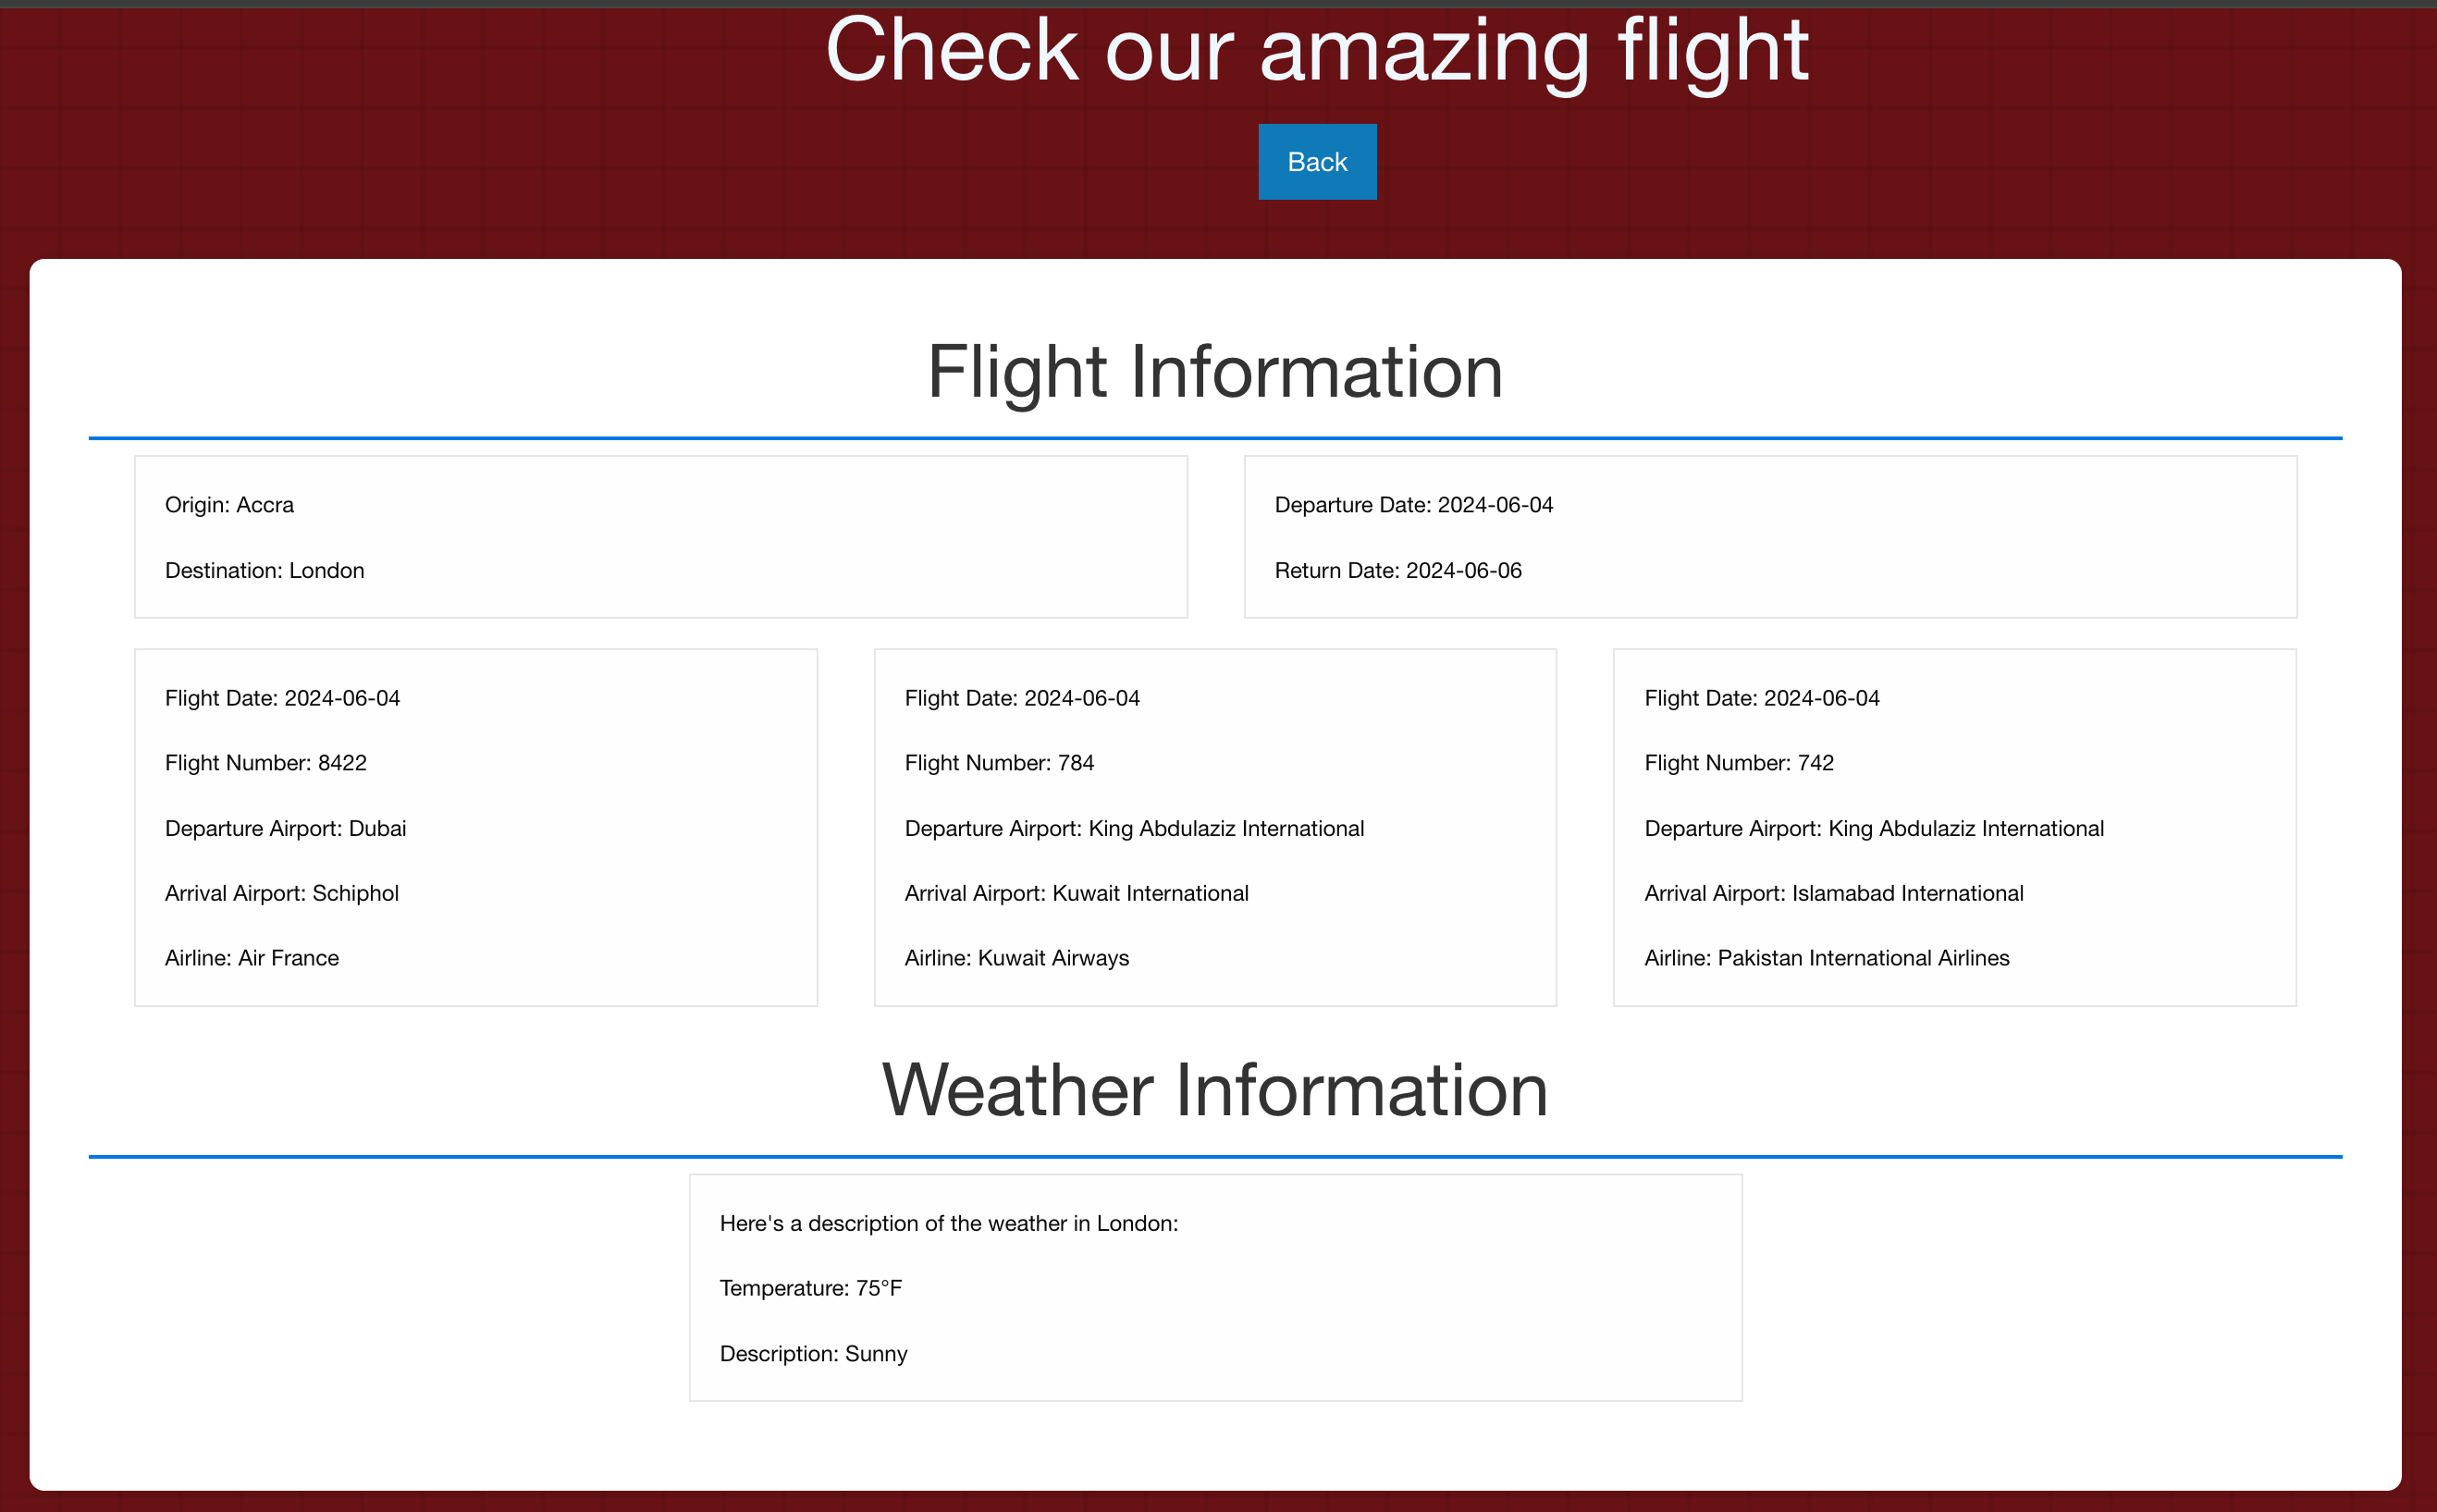 Check our amazing flight
Back
Flight Information
Origin: Accra
Destination: London
Departure Date: 2024-06-04
Return Date: 2024-06-06
Flight Date: 2024-06-04
Flight Number: 8422
Departure Airport: Dubai
Arrival Airport: Schiphol
Airline: Air France
Flight Date: 2024-06-04
Flight Number: 784
Departure Airport: King Abdulaziz International
Arrival Airport: Kuwait International
Airline: Kuwait Airways
Flight Date: 2024-06-04
Flight Number: 742
Departure Airport: King Abdulaziz International
Arrival Airport: Islamabad International
Airline: Pakistan International Airlines
Weather Information
Here's a description of the weather in London:
Temperature: 75°F
Description: Sunny